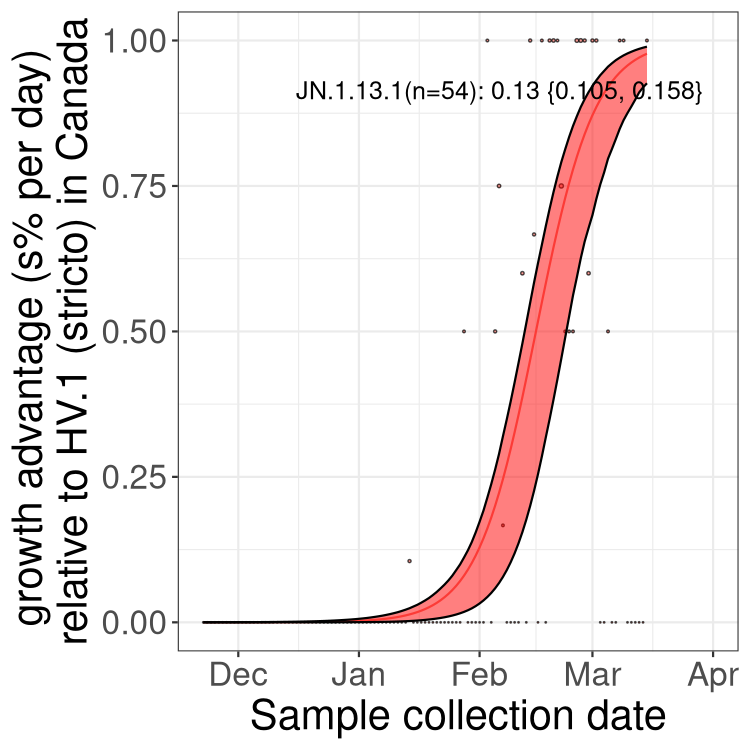 growth advantage (s% per day)
relative to HV.1 (stricto) in Canada
1.00
0.75
0.50
0.25
0.00
JN.1.13.1(n=54): 0.13 {0.105, 0.158}
Dec Jan Feb Mar Apr
Sample collection date